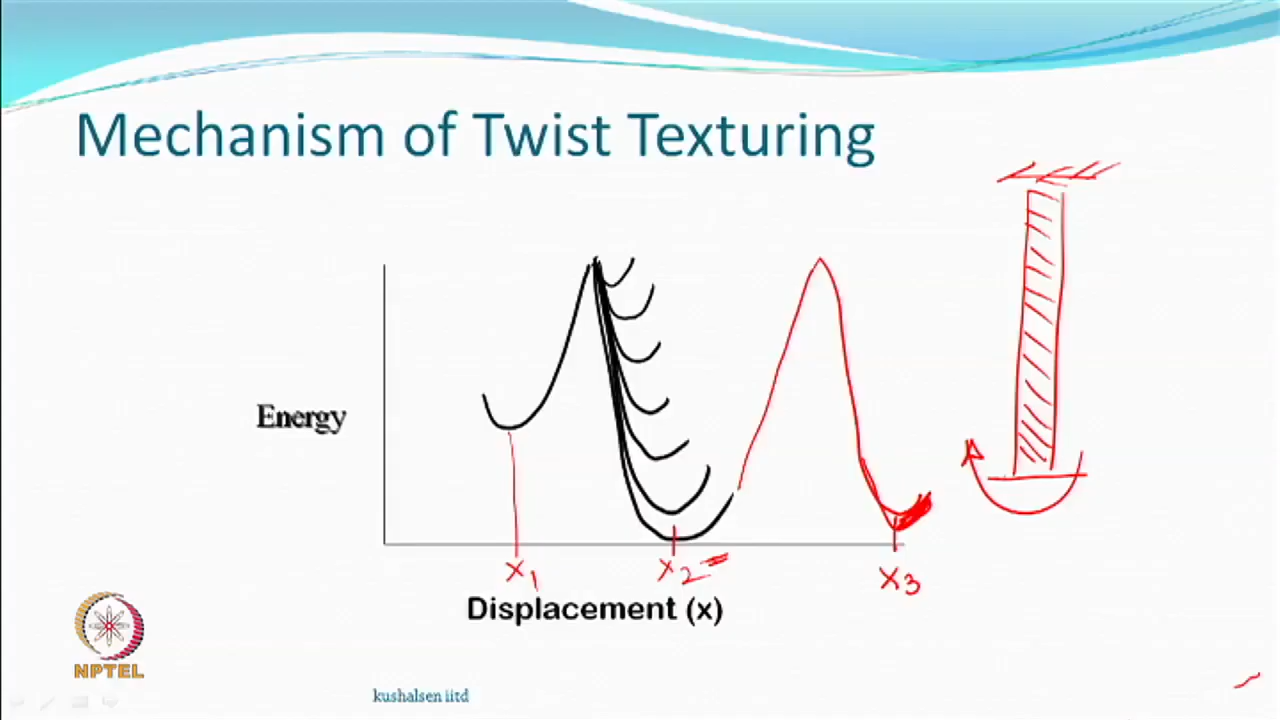 Mechanism of Twist Texturing
Energy
x1
x2
x3
Displacement (x)
NPTEL
kushalsen iitd